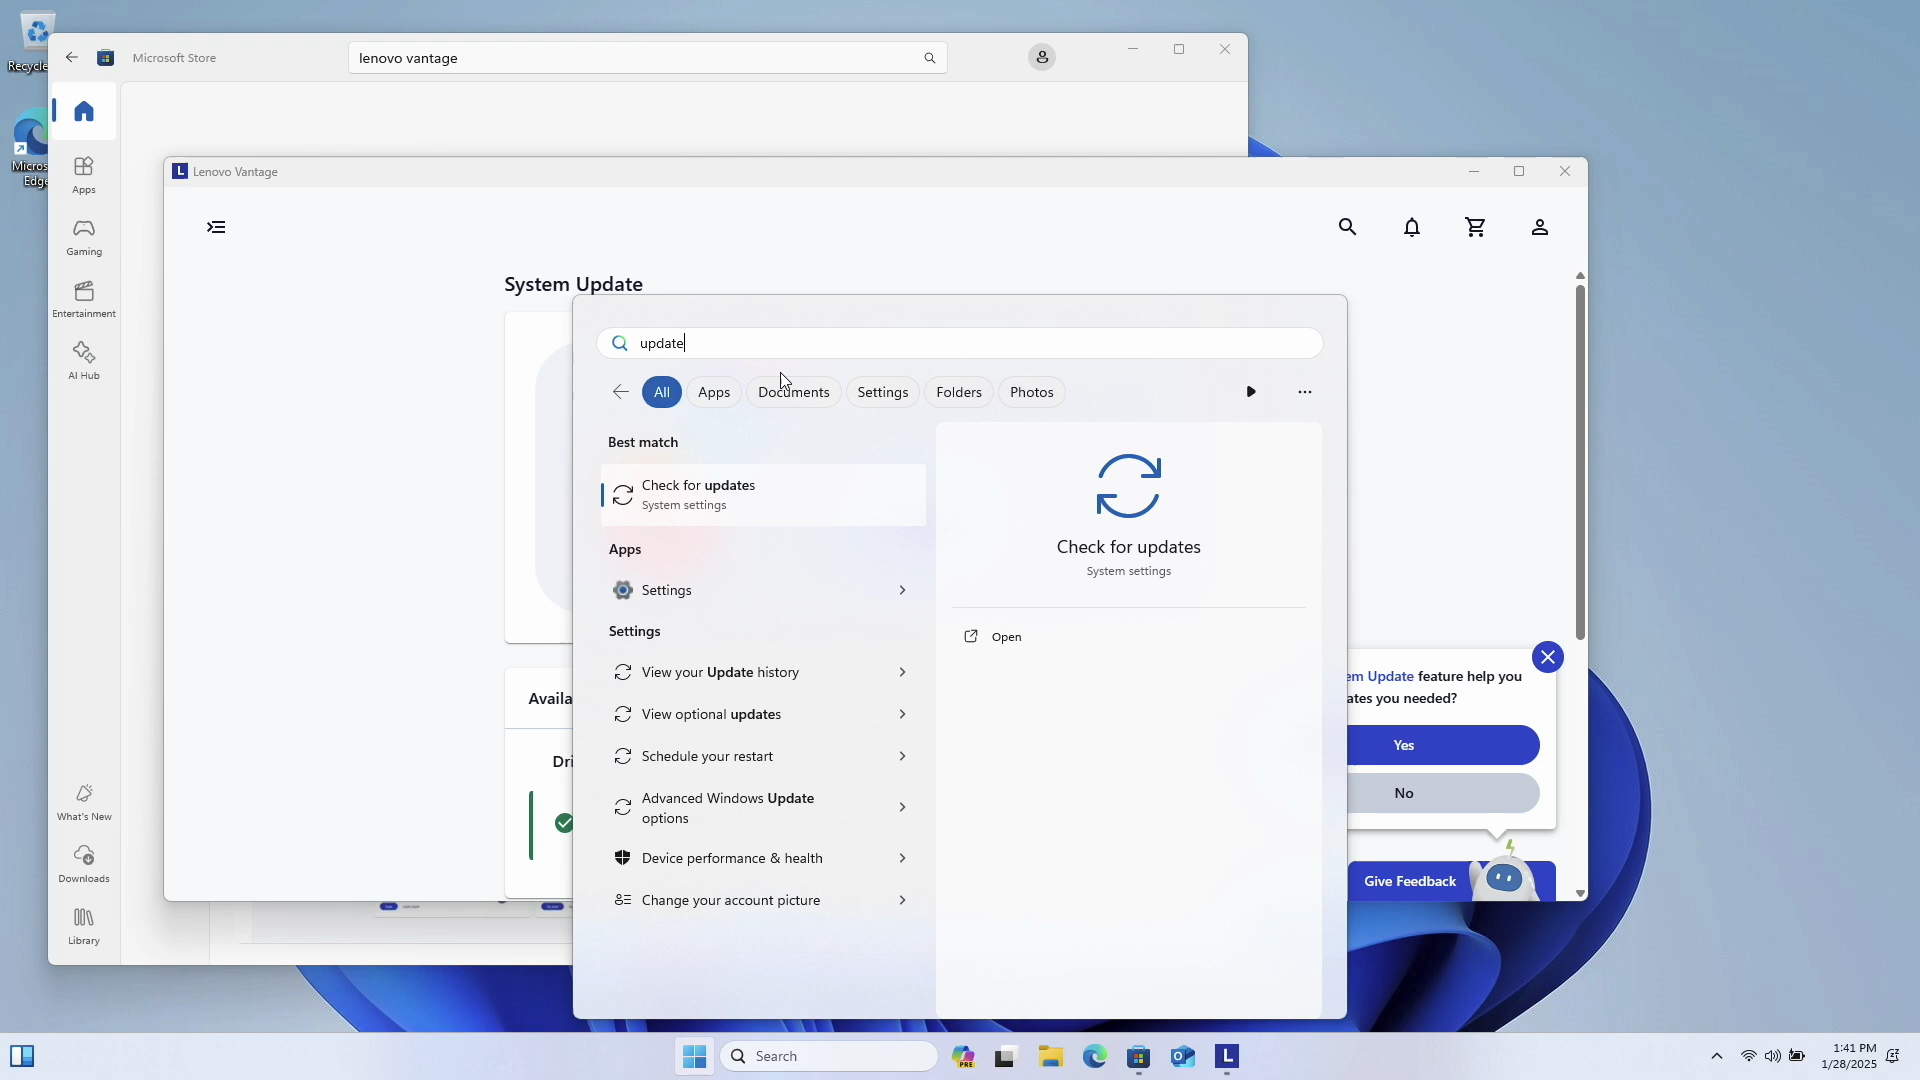 Recycle
Micros
Edge
Microsoft Store
lenovo vantage
Apps
Gaming
Entertainment
AI Hub
What's New
Downloads
Library
Lenovo Vantage
System Update
Availa
Dri
update
All
Apps
Documents
Settings
Folders
Photos
Best match
Check for updates
System settings
Apps
Settings
Settings
View your Update history
View optional updates
Schedule your restart
Advanced Windows Update
options
Device performance & health
Change your account picture
Check for updates
System settings
Open
em Update feature help you
ates you needed?
Yes
No
Give Feedback
Search
PRE
1:41 PM
1/28/2025